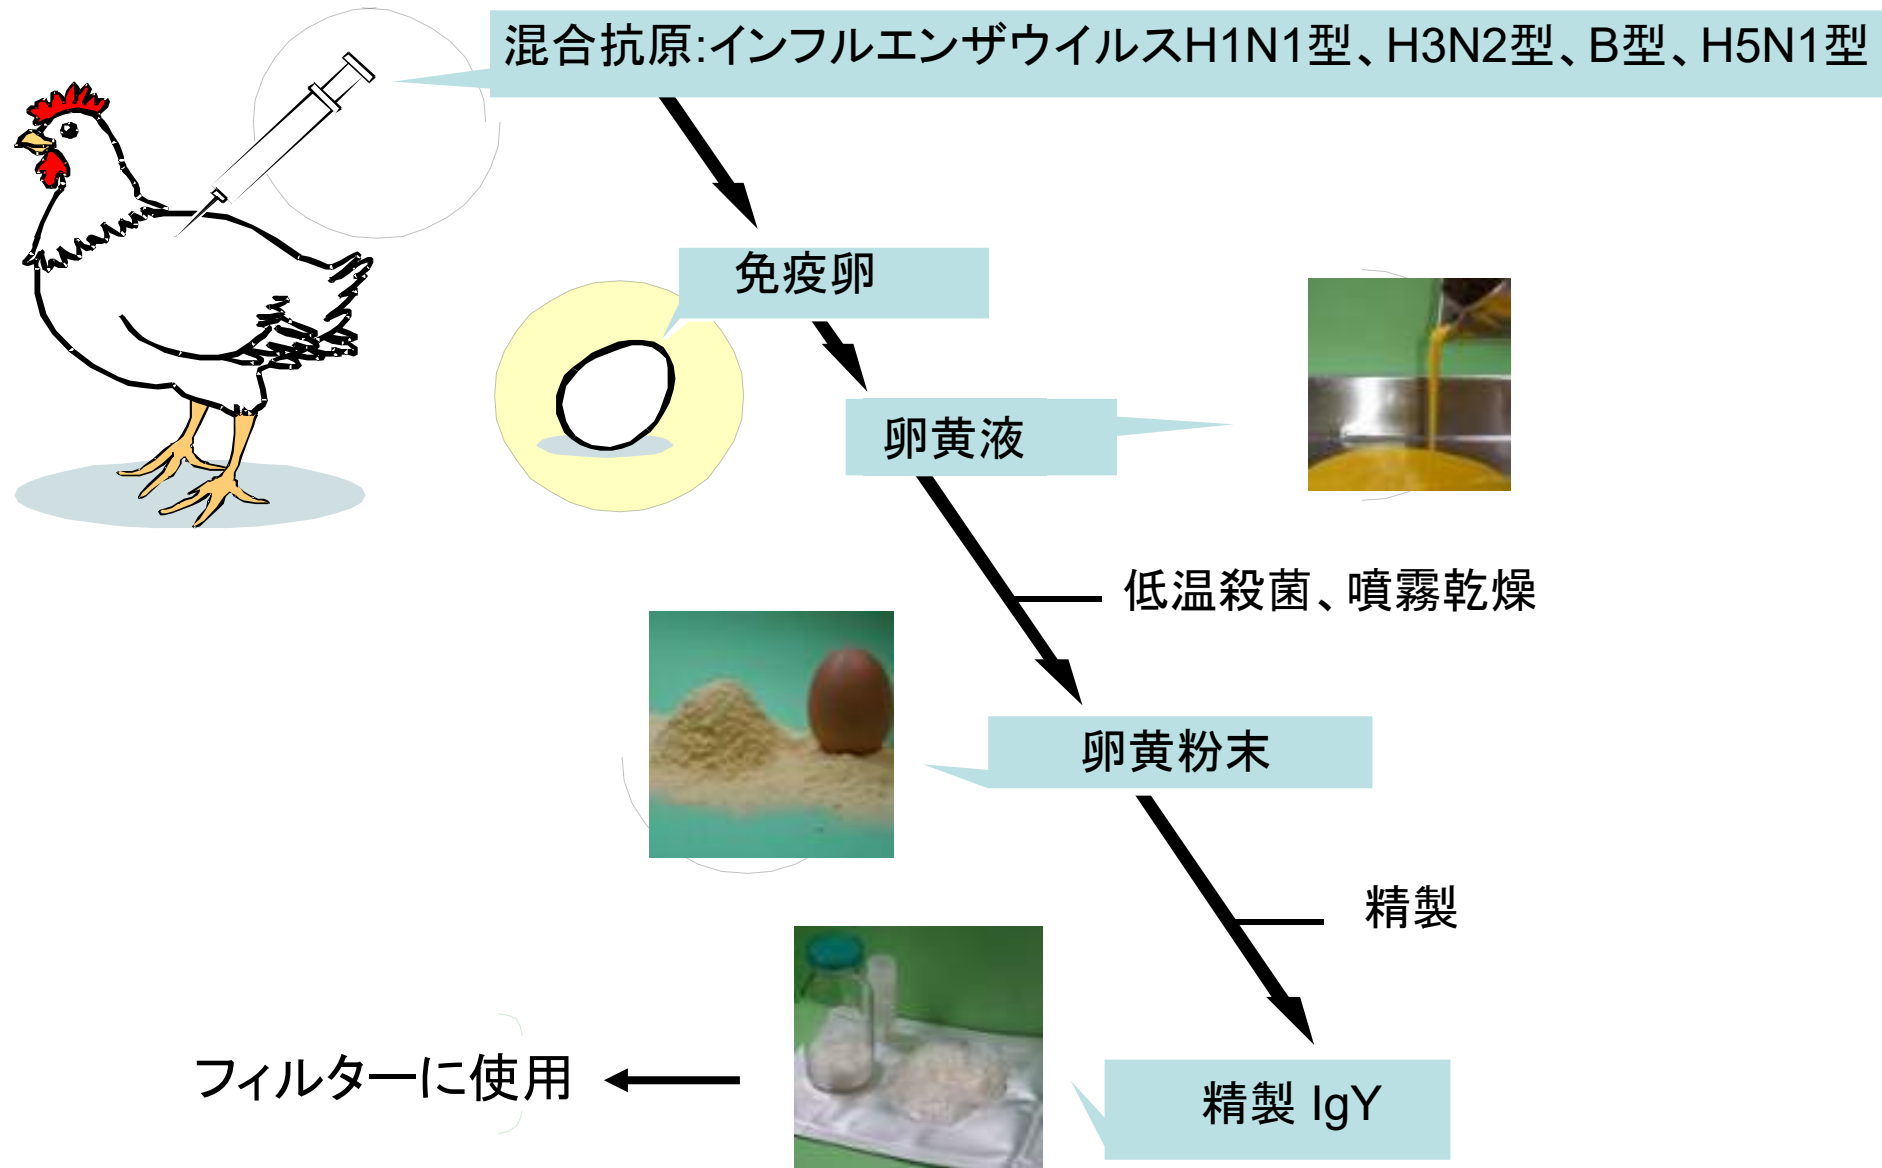 混合抗原:インフルエンザウイルスH1N1型、H3N2型、B型、H5N1型
免疫卵
卵黄液
低温殺菌、噴霧乾燥
卵黄粉末
精製
精製 IgY
フィルターに使用